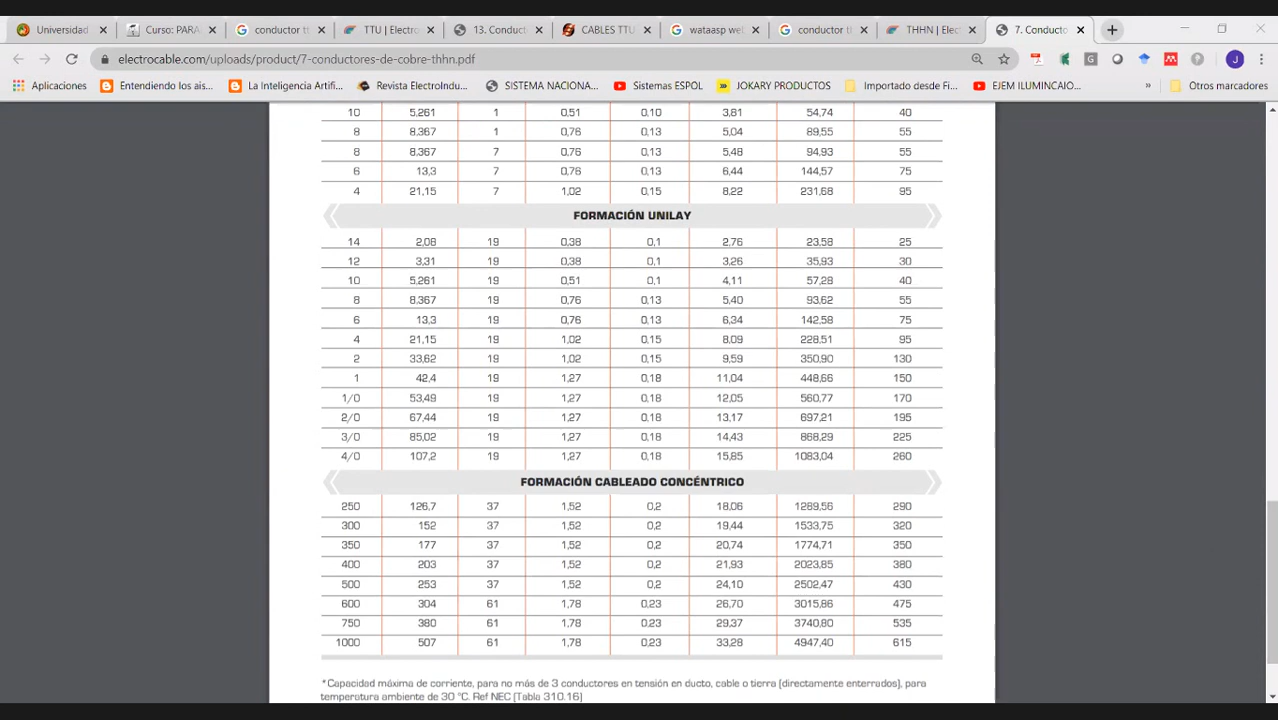 Universidad
Curso: PARA
conductor tt
TTU | Electro
13. Conduct
CABLES TTU
wataasp web
conductor th
THHN | Elect
7. Conducto
electrocable.com/uploads/product/7-conductores-de-cobre-thhn.pdf
J
Aplicaciones
Entendiendo los ais...
La Inteligencia Artifi...
Revista ElectroIndu...
SISTEMA NACIONA...
Sistemas ESPOL
JOKARY PRODUCTOS
Importado desde Fi...
EJEM ILUMINCAIO...
»
Otros marcadores
10 5,261 1 0,51 0,10 3,81 54,74 40
8 8,367 1 0,76 0,13 5,04 89,55 55
8 8,367 7 0,76 0,13 5,48 94,93 55
6 13,3 7 0,76 0,13 6,44 144,57 75
4 21,15 7 1,02 0,15 8,22 231,68 95
FORMACIÓN UNILAY
14 2,08 19 0,38 0,1 2,76 23,58 25
12 3,31 19 0,38 0,1 3,26 35,93 30
10 5,261 19 0,51 0,1 4,11 57,28 40
8 8,367 19 0,76 0,13 5,40 93,62 55
6 13,3 19 0,76 0,13 6,34 142,58 75
4 21,15 19 1,02 0,15 8,09 228,51 95
2 33,62 19 1,02 0,15 9,59 350,90 130
1 42,4 19 1,27 0,18 11,04 448,66 150
1/0 53,49 19 1,27 0,18 12,05 560,77 170
2/0 67,44 19 1,27 0,18 13,17 697,21 195
3/0 85,02 19 1,27 0,18 14,43 868,29 225
4/0 107,2 19 1,27 0,18 15,85 1083,04 260
FORMACIÓN CABLEADO CONCÉNTRICO
250 126,7 37 1,52 0,2 18,06 1289,56 290
300 152 37 1,52 0,2 19,44 1533,75 320
350 177 37 1,52 0,2 20,74 1774,71 350
400 203 37 1,52 0,2 21,93 2023,85 380
500 253 37 1,52 0,2 24,10 2502,47 430
600 304 61 1,78 0,23 26,70 3015,86 475
750 380 61 1,78 0,23 29,37 3740,80 535
1000 507 61 1,78 0,23 33,28 4947,40 615
*Capacidad máxima de corriente, para no más de 3 conductores en tensión en ducto, cable o tierra (directamente enterrados), para
temperatura ambiente de 30 °C. Ref NEC (Tabla 310.16)